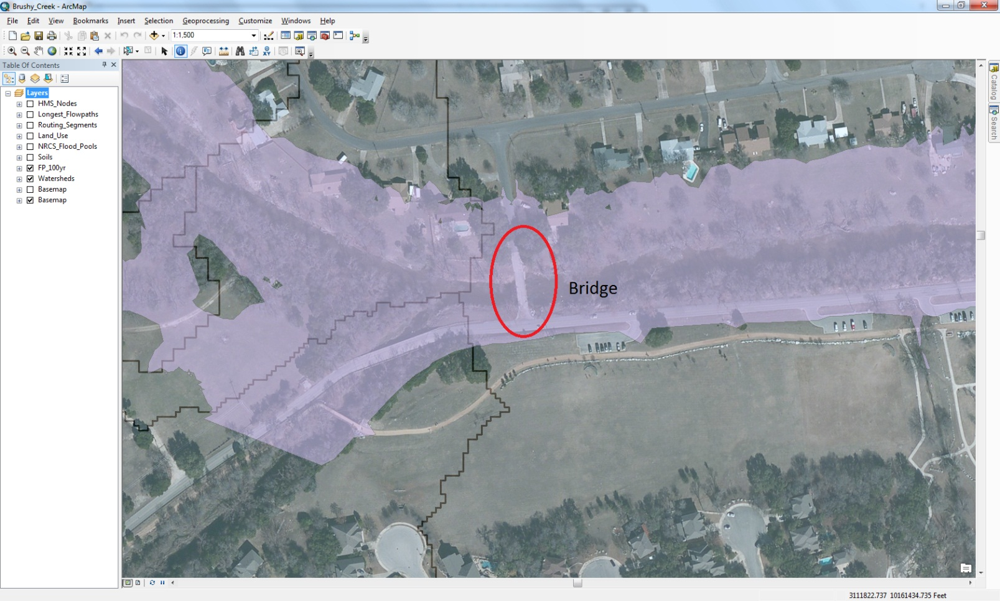 Brushy_Creek - ArcMap
File Edit View Bookmarks Insert Selection Geoprocessing Customize Windows Help
1:1,500
XY
Table Of Contents
Layers
HMS_Nodes
Longest_Flowpaths
Routing_Segments
Land_Use
NRCS_Flood_Pools
Soils
FP_100yr
Watersheds
Basemap
Basemap
Bridge
Catalog
Search
3111822.737 10161434.735 Feet